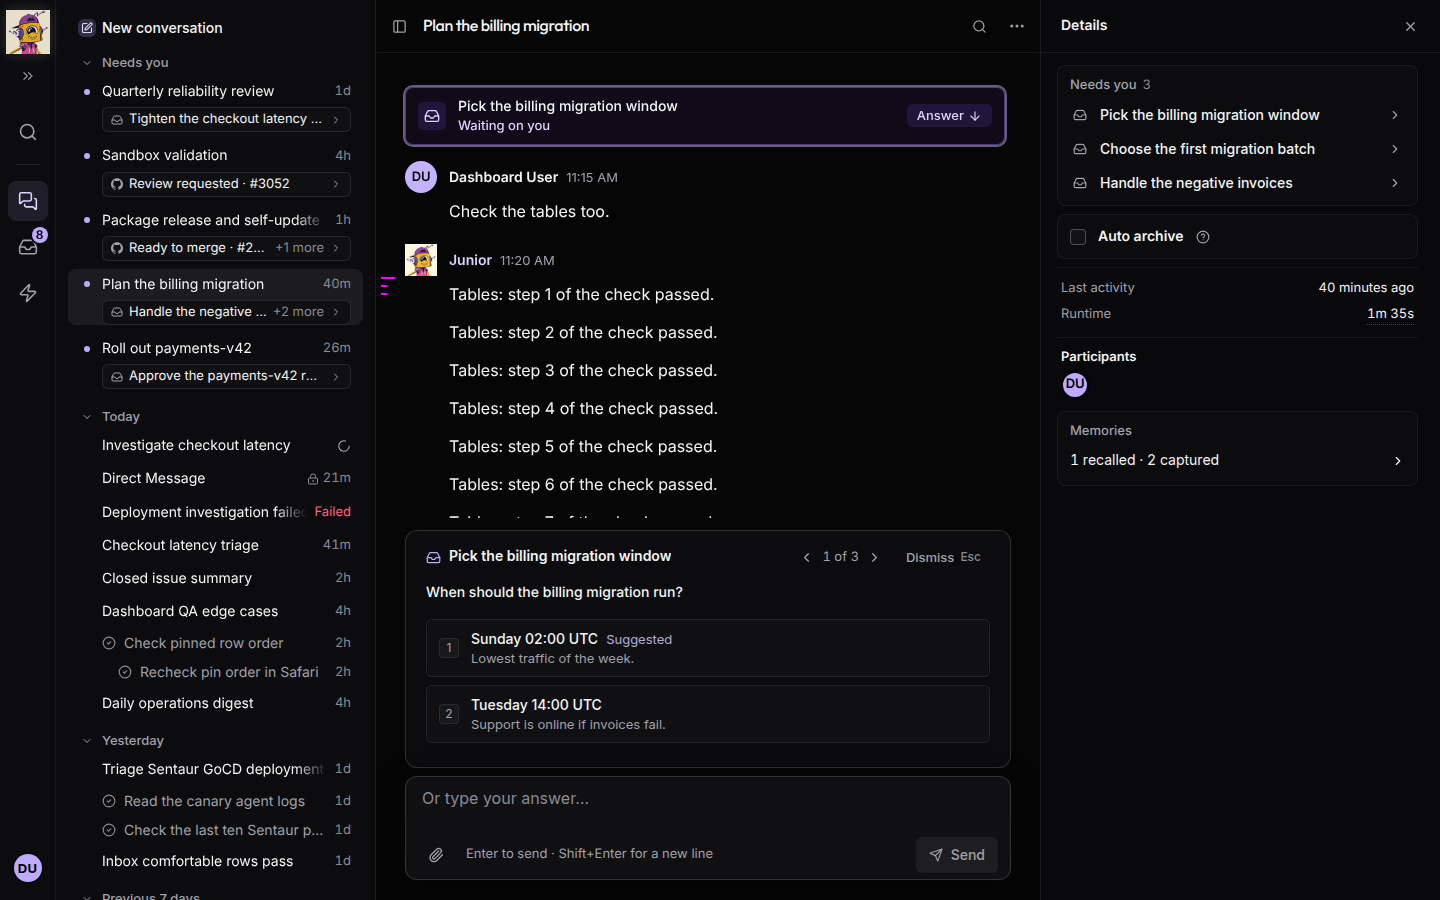 New conversation
Needs you
Quarterly reliability review 1d
Tighten the checkout latency ...
Sandbox validation 4h
Review requested · #3052
Package release and self-update 1h
Ready to merge · #2... +1 more
Plan the billing migration 40m
Handle the negative ... +2 more
Roll out payments-v42 26m
Approve the payments-v42 r...
Today
Investigate checkout latency
Direct Message 21m
Deployment investigation failed Failed
Checkout latency triage 41m
Closed issue summary 2h
Dashboard QA edge cases 4h
Check pinned row order 2h
Recheck pin order in Safari 2h
Daily operations digest 4h
Yesterday
Triage Sentaur GoCD deployment 1d
Read the canary agent logs 1d
Check the last ten Sentaur p... 1d
Inbox comfortable rows pass 1d
Previous 7 days
8
DU
Plan the billing migration
Pick the billing migration window
Waiting on you
Answer
DU
Dashboard User 11:15 AM
Check the tables too.
Junior 11:20 AM
Tables: step 1 of the check passed.
Tables: step 2 of the check passed.
Tables: step 3 of the check passed.
Tables: step 4 of the check passed.
Tables: step 5 of the check passed.
Tables: step 6 of the check passed.
Pick the billing migration window
1 of 3
Dismiss Esc
When should the billing migration run?
1 Sunday 02:00 UTC Suggested
Lowest traffic of the week.
2 Tuesday 14:00 UTC
Support is online if invoices fail.
Or type your answer...
Enter to send · Shift+Enter for a new line
Send
Details
Needs you 3
Pick the billing migration window
Choose the first migration batch
Handle the negative invoices
Auto archive
Last activity 40 minutes ago
Runtime 1m 35s
Participants
DU
Memories
1 recalled · 2 captured